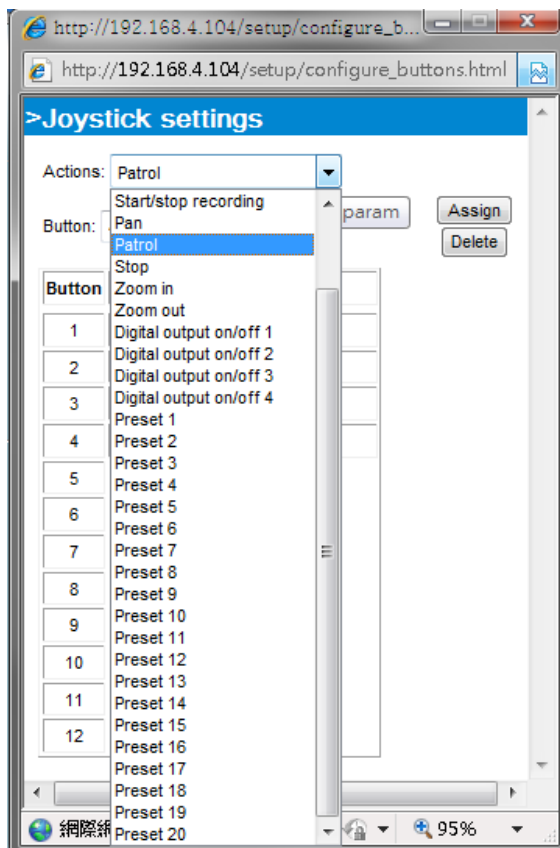 http://192.168.4.104/setup/configure_b...
http://192.168.4.104/setup/configure_buttons.html
>Joystick settings
Actions: Patrol
Start/stop recording
Button:
Pan
param
Assign
Patrol
Delete
Stop
Button
Zoom in
Zoom out
1
Digital output on/off 1
Digital output on/off 2
2
Digital output on/off 3
3
Digital output on/off 4
Preset 1
4
Preset 2
Preset 3
5
Preset 4
Preset 5
6
Preset 6
7
Preset 7
Preset 8
8
Preset 9
9
Preset 10
Preset 11
10
Preset 12
Preset 13
11
Preset 14
Preset 15
12
Preset 16
Preset 17
Preset 18
Preset 19
網際
95%
Preset 20